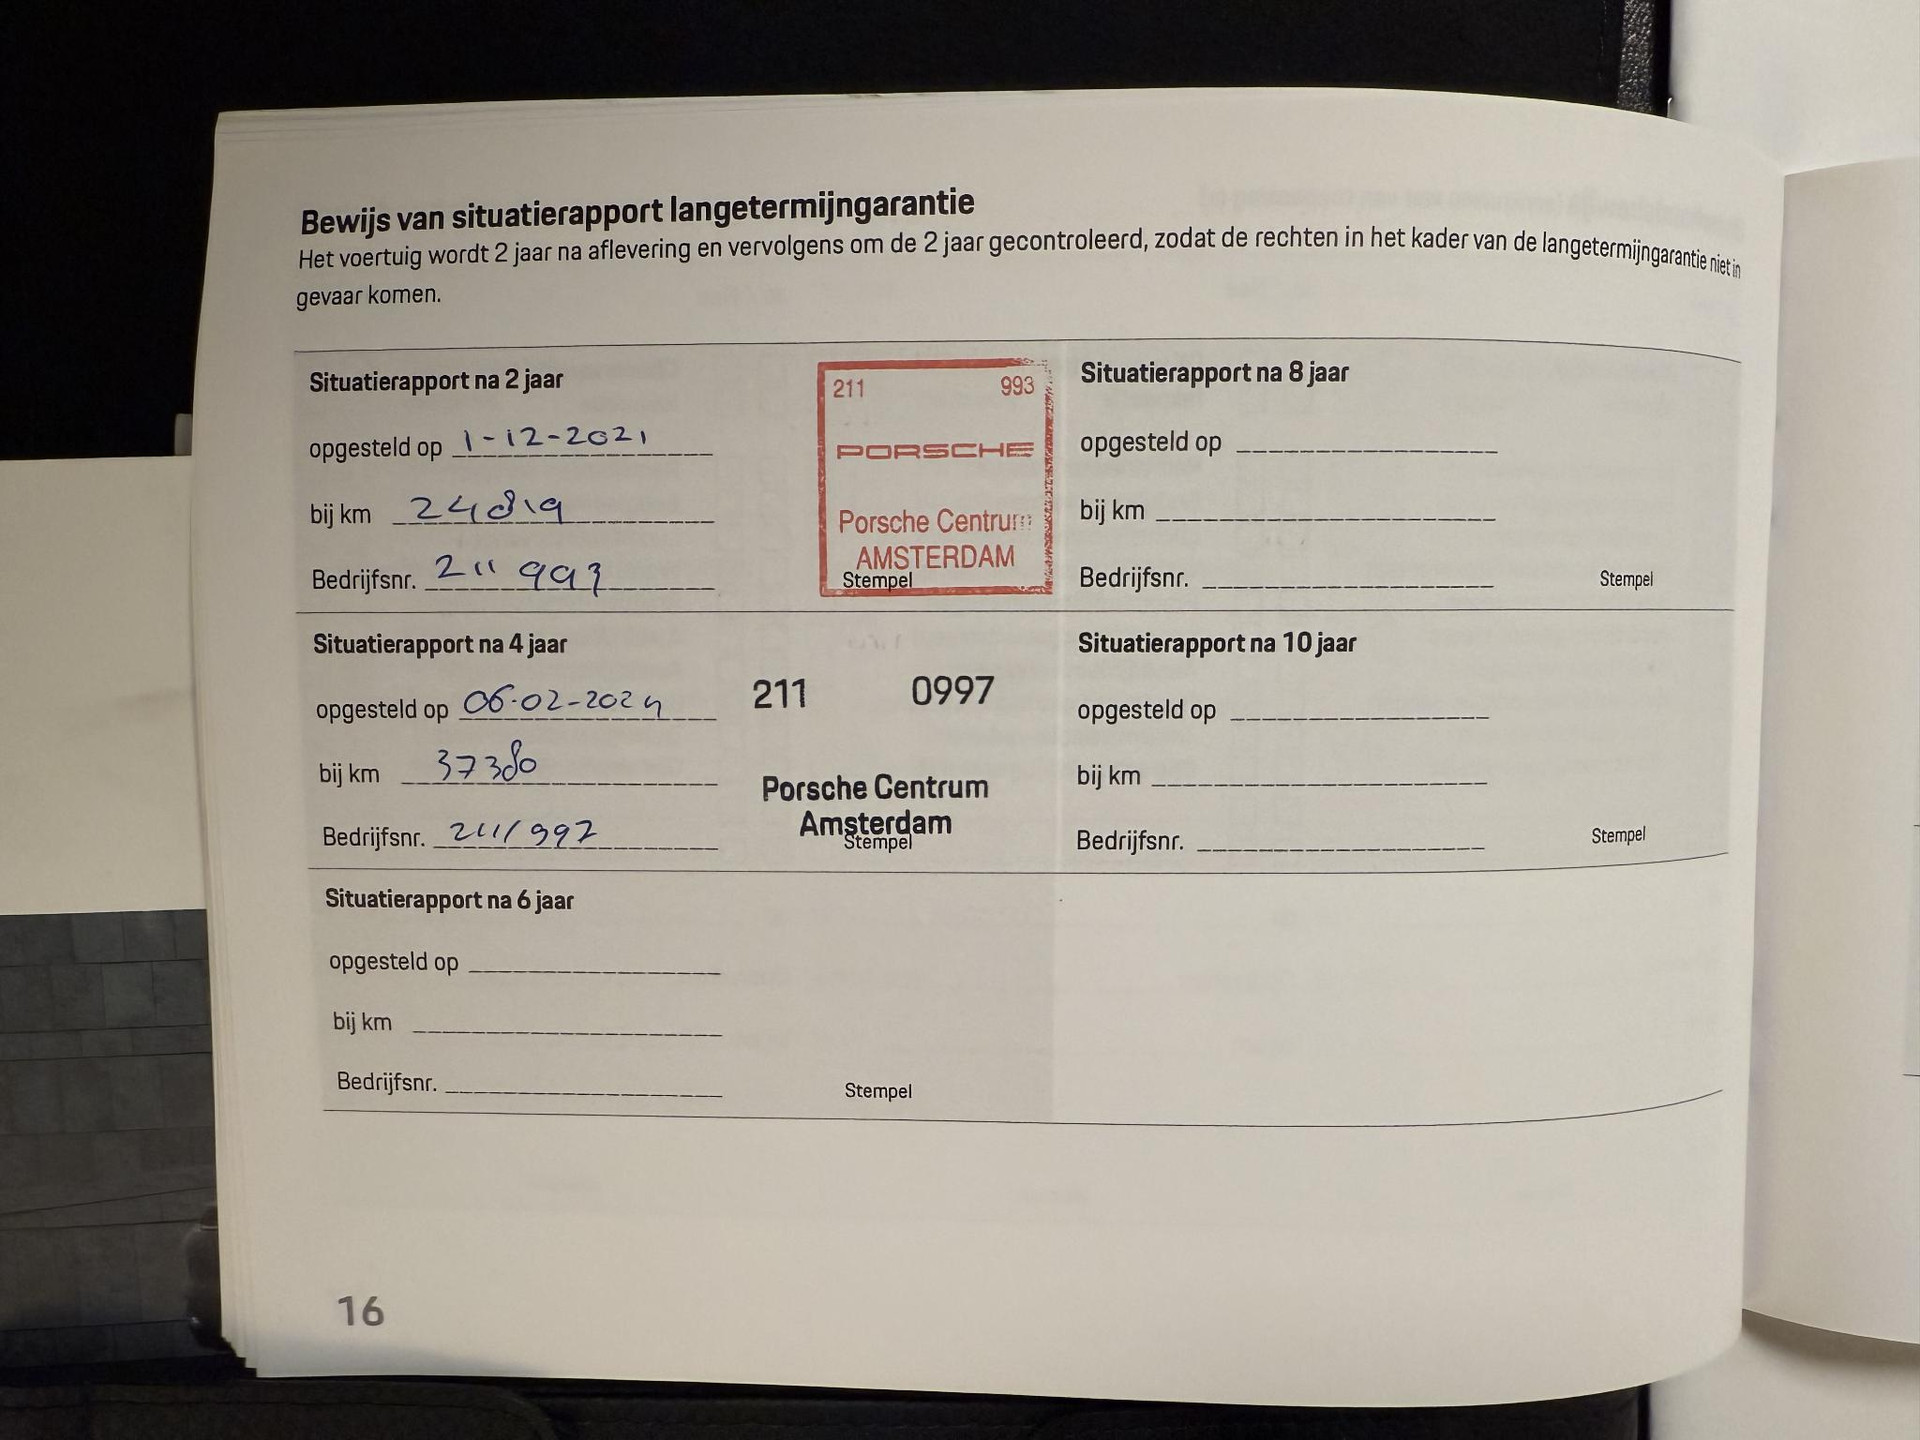 Bewijs van situatierapport langetermijngarantie
Het voertuig wordt 2 jaar na aflevering en vervolgens om de 2 jaar gecontroleerd, zodat de rechten in het kader van de langetermijngarantie niet in
gevaar komen.
Situatierapport na 2 jaar
opgesteld op 1-12-2021
bij km 24819
Bedrijfsnr. 211 993
211 993
PORSCHE
Porsche Centrum
AMSTERDAM
Stempel
Situatierapport na 4 jaar
opgesteld op 06-02-2024
bij km 37380
Bedrijfsnr. 211/997
211 0997
Porsche Centrum
Amsterdam
Stempel
Situatierapport na 6 jaar
opgesteld op
bij km
Bedrijfsnr.
Stempel
Situatierapport na 8 jaar
opgesteld op
bij km
Bedrijfsnr.
Stempel
Situatierapport na 10 jaar
opgesteld op
bij km
Bedrijfsnr.
Stempel
16